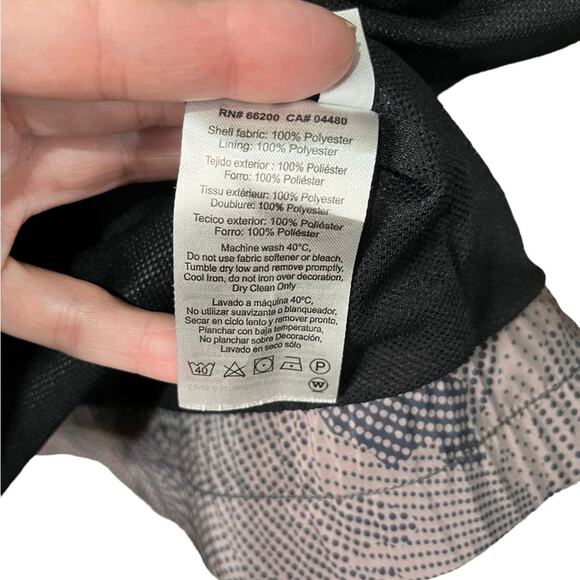 RN# 66200 CA# 04480
Shell fabric: 100% Polyester
Lining: 100% Polyester
Tejido exterior : 100% Poliéster
Forro: 100% Poliéster
Tissu extérieur: 100% Polyester
Doublure: 100% Polyester
Tecico exterior: 100% Poliéster
Forro: 100% Poliéster
Machine wash 40°C,
Do not use fabric softener or bleach,
Tumble dry low and remove promptly,
Cool Iron, do not iron over decoration,
Dry Clean Only
Lavado a máquina 40°C,
No utilizar suavizante o blanqueador,
Secar en ciclo lento y remover pronto,
Planchar con baja temperatura,
No planchar sobre Decoración,
Lavado en seco sólo
40 P
W